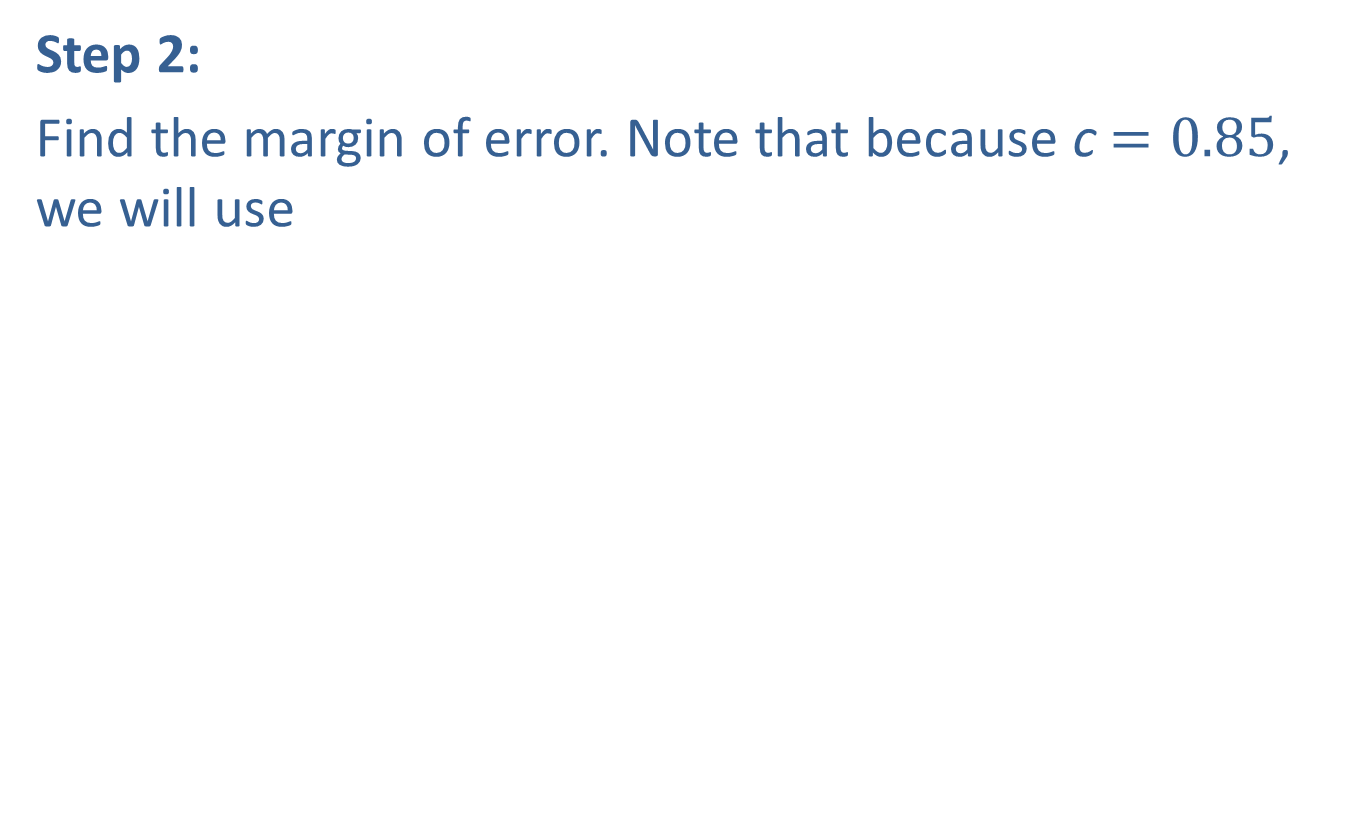 Step 2:
Find the margin of error. Note that because c = 0.85,
we will use